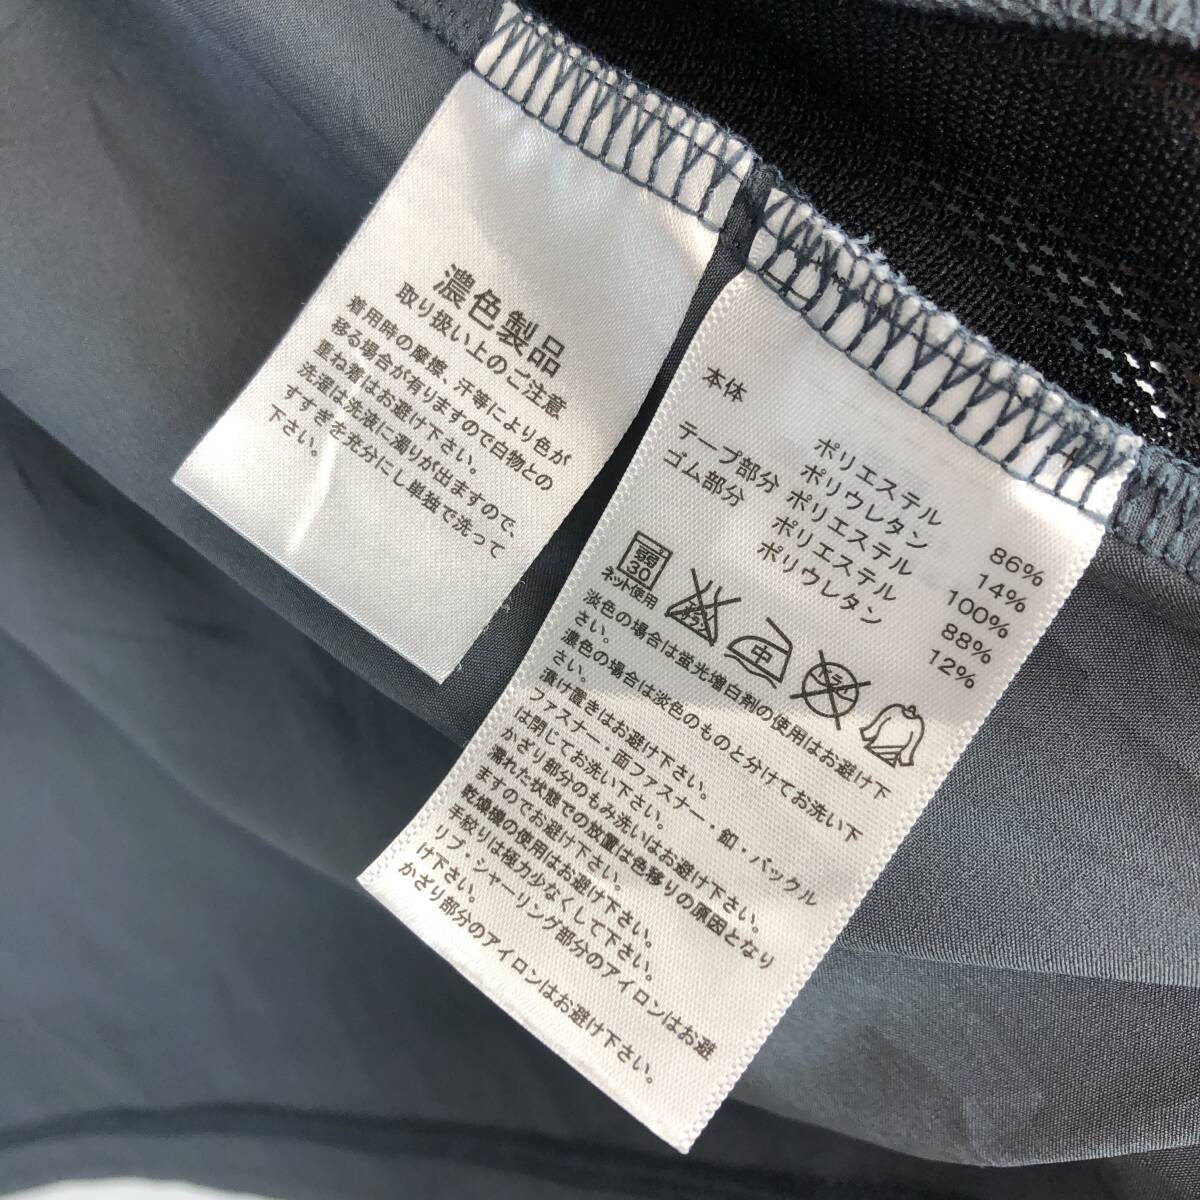 濃色製品
取り扱い上のご注意
着用時の摩擦、汗等により色が
移る場合が有りますので白物との
重ね着はお避け下さい。
洗濯は洗液に濁りが出ますので、
すすぎを充分にし単独で洗って
下さい。
本体 ポリエステル 86%
ポリウレタン 14%
テープ部分 ポリエステル 100%
ゴム部分 ポリエステル 88%
ポリウレタン 12%
弱
30
ネット使用
エンソ
サラシ
中
ドライ
淡色の場合は蛍光増白剤の使用はお避け下
さい。
濃色の場合は淡色のものと分けてお洗い下
さい。
漬け置きはお避け下さい。
ファスナー・面ファスナー・釦・バックル
は閉じてお洗い下さい。
かざり部分のもみ洗いはお避け下さい。
濡れた状態での放置は色移りの原因となり
ますのでお避け下さい。
乾燥機の使用はお避け下さい。
手絞りは極力少なくして下さい。
リブ・シャーリング部分のアイロンはお避
け下さい。
かざり部分のアイロンはお避け下さい。